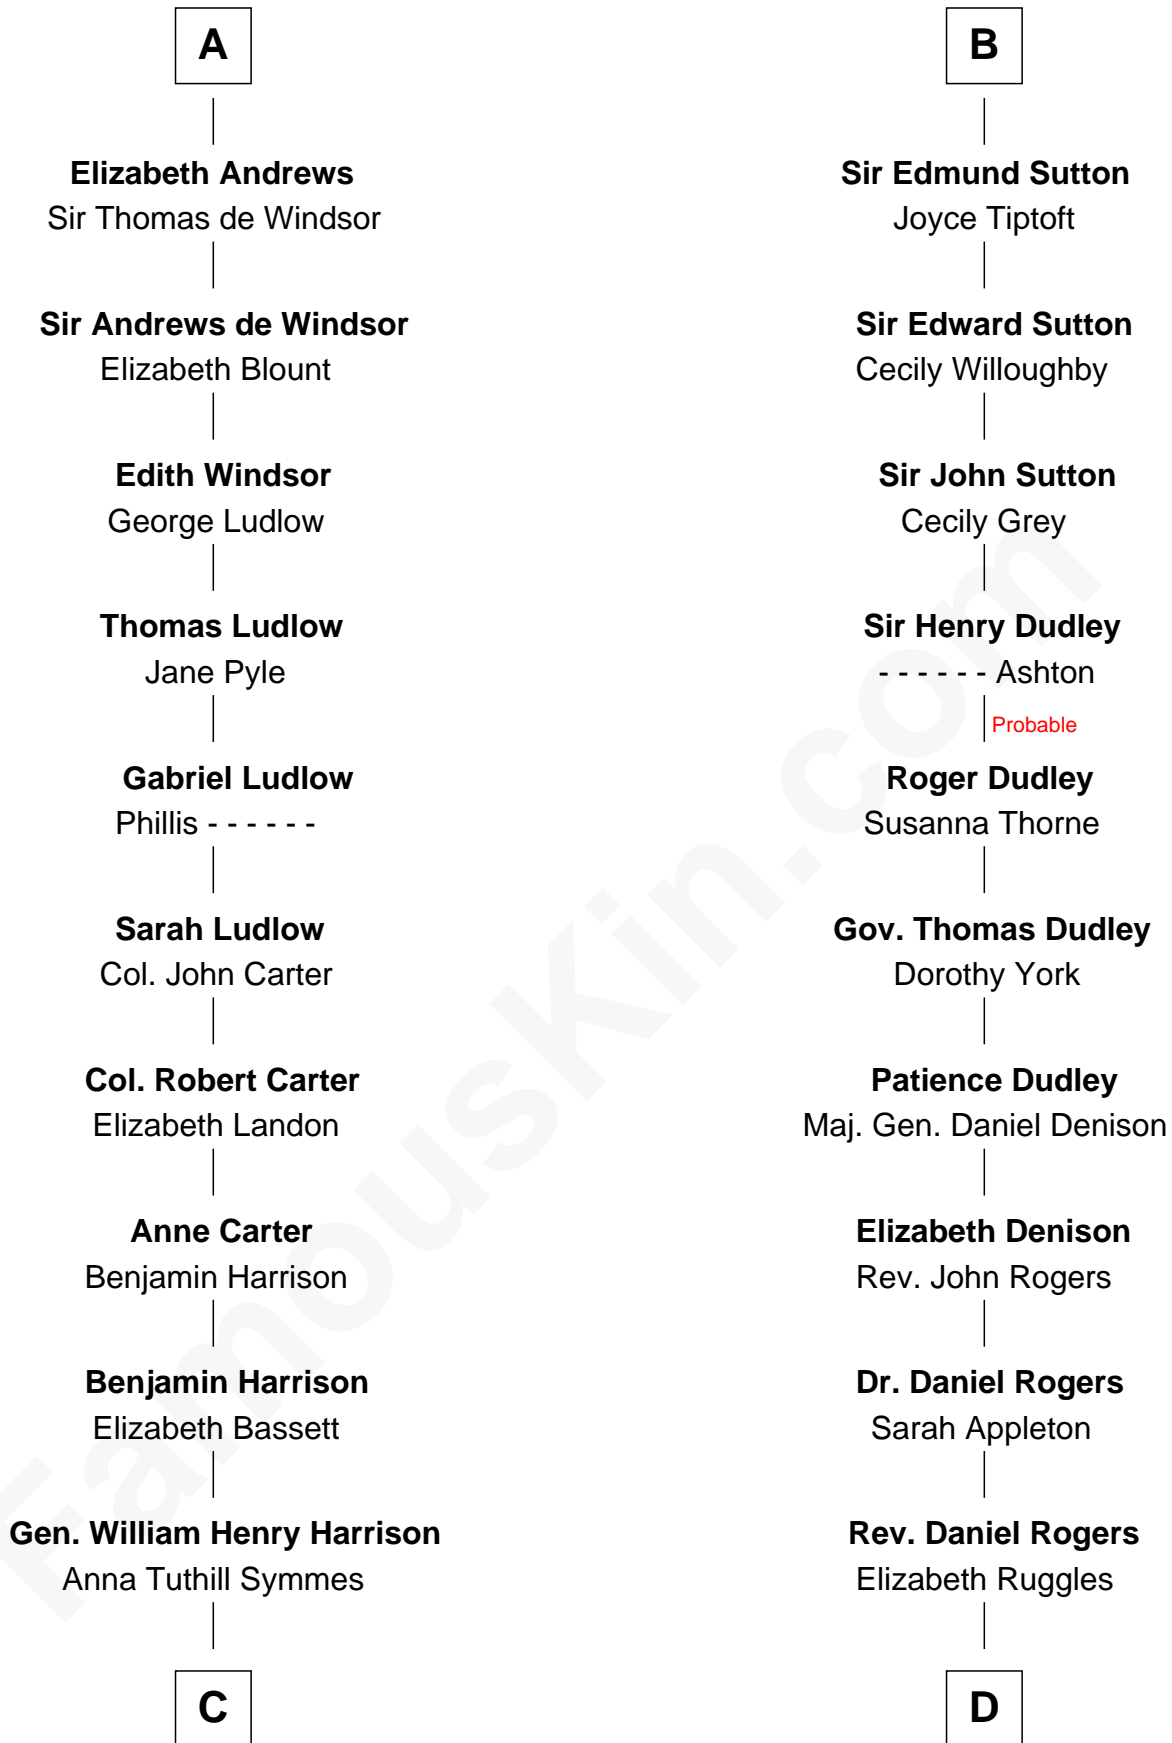 A
Elizabeth Andrews
Sir Thomas de Windsor
Sir Andrews de Windsor
Elizabeth Blount
Edith Windsor
George Ludlow
Thomas Ludlow
Jane Pyle
Gabriel Ludlow
Phillis - - - - - -
Sarah Ludlow
Col. John Carter
Col. Robert Carter
Elizabeth Landon
Anne Carter
Benjamin Harrison
Benjamin Harrison
Elizabeth Bassett
Gen. William Henry Harrison
Anna Tuthill Symmes
C
B
Sir Edmund Sutton
Joyce Tiptoft
Sir Edward Sutton
Cecily Willoughby
Sir John Sutton
Cecily Grey
Sir Henry Dudley
- - - - - - Ashton
Probable
Roger Dudley
Susanna Thorne
Gov. Thomas Dudley
Dorothy York
Patience Dudley
Maj. Gen. Daniel Denison
Elizabeth Denison
Rev. John Rogers
Dr. Daniel Rogers
Sarah Appleton
Rev. Daniel Rogers
Elizabeth Ruggles
D
FamousKin.com